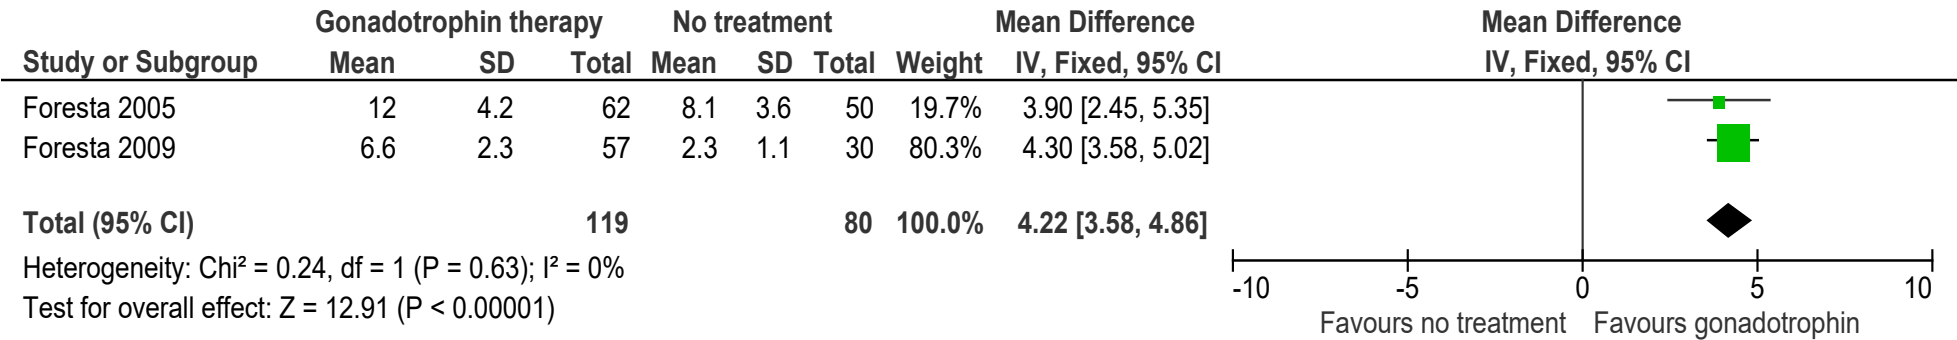 Gonadotrophin therapy No treatment Mean Difference Mean Difference
Study or Subgroup Mean SD Total Mean SD Total Weight IV, Fixed, 95% CI IV, Fixed, 95% CI
Foresta 2005 12 4.2 62 8.1 3.6 50 19.7% 3.90 [2.45, 5.35]
Foresta 2009 6.6 2.3 57 2.3 1.1 30 80.3% 4.30 [3.58, 5.02]
Total (95% CI) 119 80 100.0% 4.22 [3.58, 4.86]
Heterogeneity: Chi² = 0.24, df = 1 (P = 0.63); I² = 0%
Test for overall effect: Z = 12.91 (P < 0.00001)
-10 -5 0 5 10
Favours no treatment Favours gonadotrophin